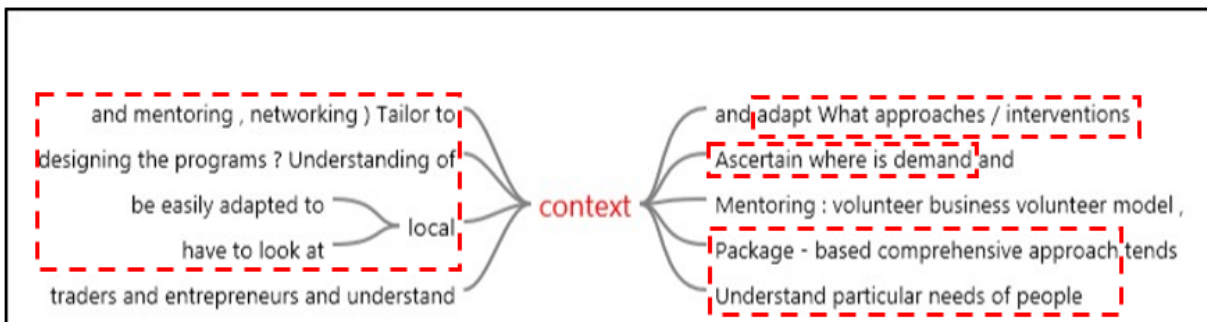 and mentoring , networking ) Tailor to
designing the programs ? Understanding of
be easily adapted to
have to look at
local
traders and entrepreneurs and understand
context
and adapt What approaches / interventions
Ascertain where is demand and
Mentoring : volunteer business volunteer model ,
Package - based comprehensive approach tends
Understand particular needs of people